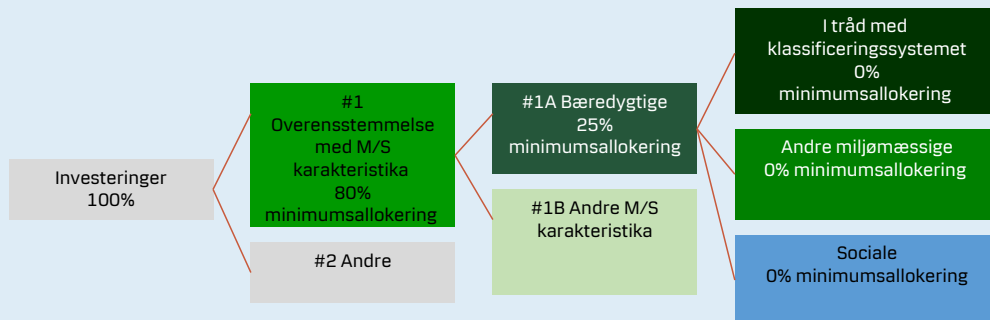 Investeringer
100%
#1
Overensstemmelse
med M/S
karakteristika
80%
minimumsallokering
#2 Andre
#1A Bæredygtige
25%
minimumsallokering
#1B Andre M/S
karakteristika
I tråd med
klassificeringssystemet
0%
minimumsallokering
Andre miljømæssige
0% minimumsallokering
Sociale
0% minimumsallokering